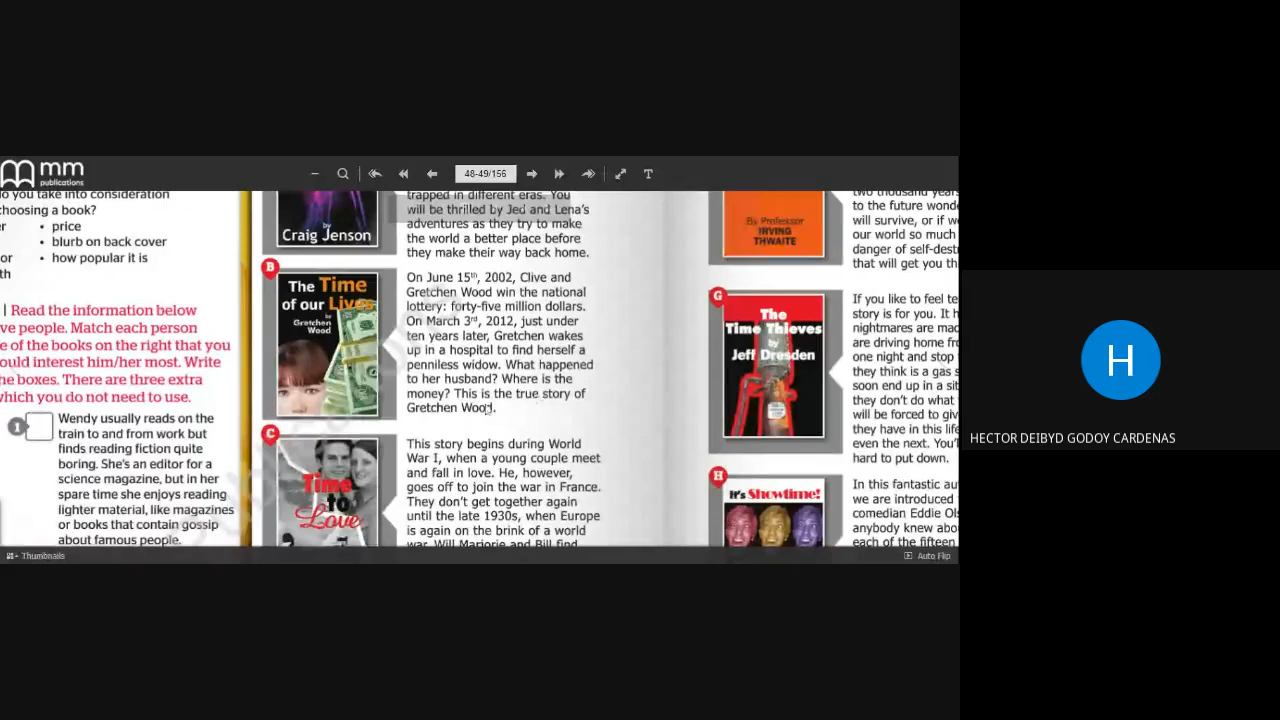 mm
publications
48-49/156
T
o you take into consideration
choosing a book?
er
• price
• blurb on back cover
or
• how popular it is
th
| Read the information below
ve people. Match each person
e of the books on the right that you
ould interest him/her most. Write
he boxes. There are three extra
which you do not need to use.
1
Wendy usually reads on the
train to and from work but
finds reading fiction quite
boring. She's an editor for a
science magazine, but in her
spare time she enjoys reading
lighter material, like magazines
or books that contain gossip
about famous people.
by
Craig Jenson
trapped in different eras. You
will be thrilled by Jed and Lena's
adventures as they try to make
the world a better place before
they make their way back home.
B
The Time
of our Lives
by
Gretchen
Wood
On June 15th, 2002, Clive and
Gretchen Wood win the national
lottery: forty-five million dollars.
On March 3rd, 2012, just under
ten years later, Gretchen wakes
up in a hospital to find herself a
penniless widow. What happened
to her husband? Where is the
money? This is the true story of
Gretchen Wood.
C
Time
to
Love
This story begins during World
War I, when a young couple meet
and fall in love. He, however,
goes off to join the war in France.
They don't get together again
until the late 1930s, when Europe
is again on the brink of a world
war. Will Marjorie and Bill find
By Professor
IRVING
THWAITE
two thousand years
to the future wonde
will survive, or if we
our world so much
danger of self-destr
that will get you th
G
The
Time Thieves
by
Jeff Dresden
If you like to feel te
story is for you. It h
nightmares are mad
are driving home fr
one night and stop
they think is a gas s
soon end up in a sit
they don't do what
will be forced to giv
they have in this life
even the next. You'l
hard to put down.
H
It's Showtime!
In this fantastic au
we are introduced
comedian Eddie Ols
anybody knew abo
each of the fifteen
Thumbnails
Auto Flip
H
HECTOR DEIBYD GODOY CARDENAS